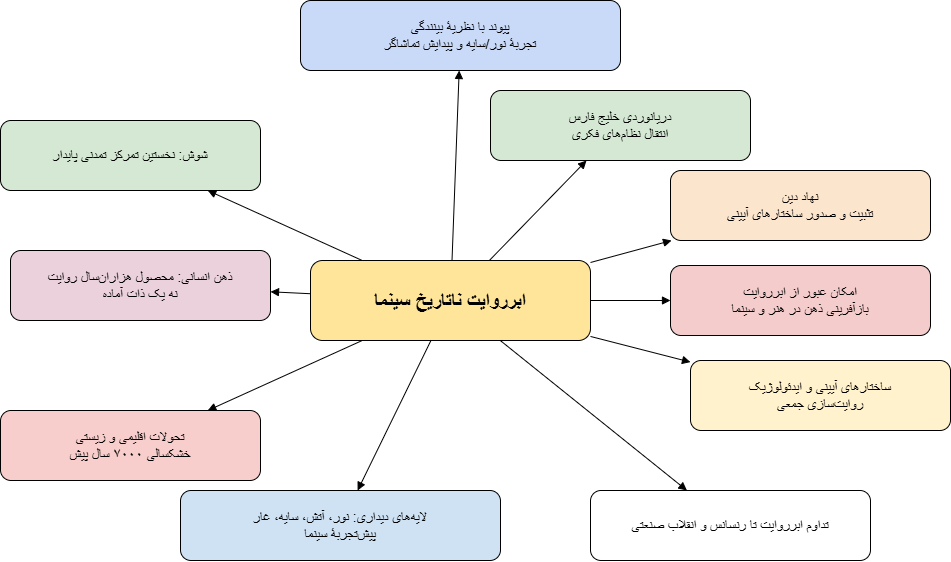 پیوند با نظریهٔ بینندگی
تجربهٔ نور/سایه و پیدایش تماشاگر
دریانوردی خلیج فارس
انتقال نظام‌های فکری
شوش: نخستین تمرکز تمدنی پایدار
نهاد دین
تثبیت و صدور ساختارهای آیینی
ذهن انسانی: محصول هزاران‌سال روایت
نه یک ذات آماده
ابرروایت ناتاریخ سینما
امکان عبور از ابرروایت
بازآفرینی ذهن در هنر و سینما
ساختارهای آیینی و ایدئولوژیک
روایت‌سازی جمعی
تحولات اقلیمی و زیستی
خشکسالی ۷۰۰۰ سال پیش
لایه‌های دیداری: نور، آتش، سایه، غار
پیش‌تجربهٔ سینما
تداوم ابرروایت تا رنسانس و انقلاب صنعتی